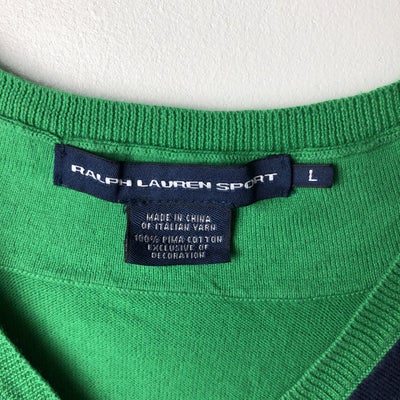 RALPH LAUREN SPORT
L
MADE IN CHINA
OF ITALIAN YARN
100% PIMA COTTON
EXCLUSIVE OF
DECORATION